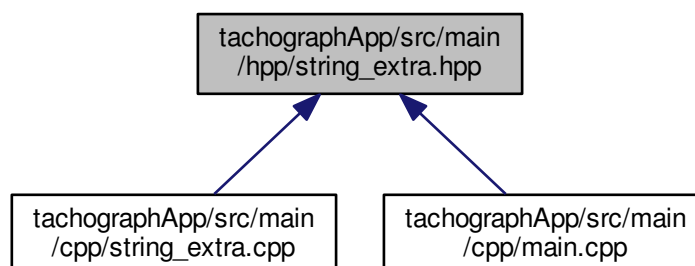 tachographApp/src/main
/hpp/string_extra.hpp
tachographApp/src/main
/cpp/string_extra.cpp
tachographApp/src/main
/cpp/main.cpp